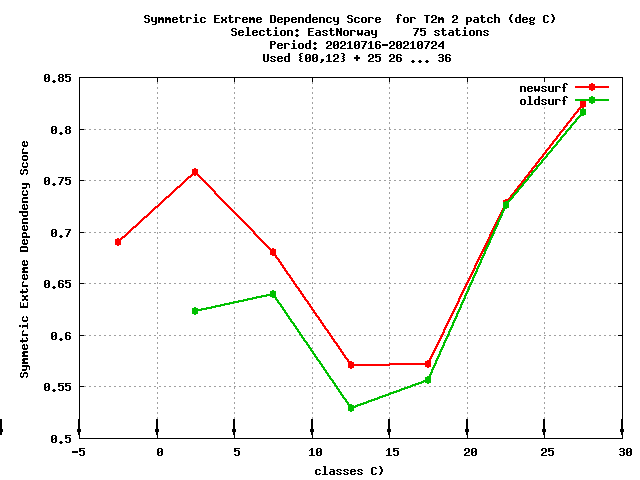 Symmetric Extreme Dependency Score  for T2m 2 patch (deg C)
Selection: EastNorway     75 stations
Period: 20210716-20210724
Used {00,12} + 25 26 ... 36
newsurf
oldsurf
Symmetric Extreme Dependency Score
0.85
0.8
0.75
0.7
0.65
0.6
0.55
0.5
-5 0 5 10 15 20 25 30
classes C)